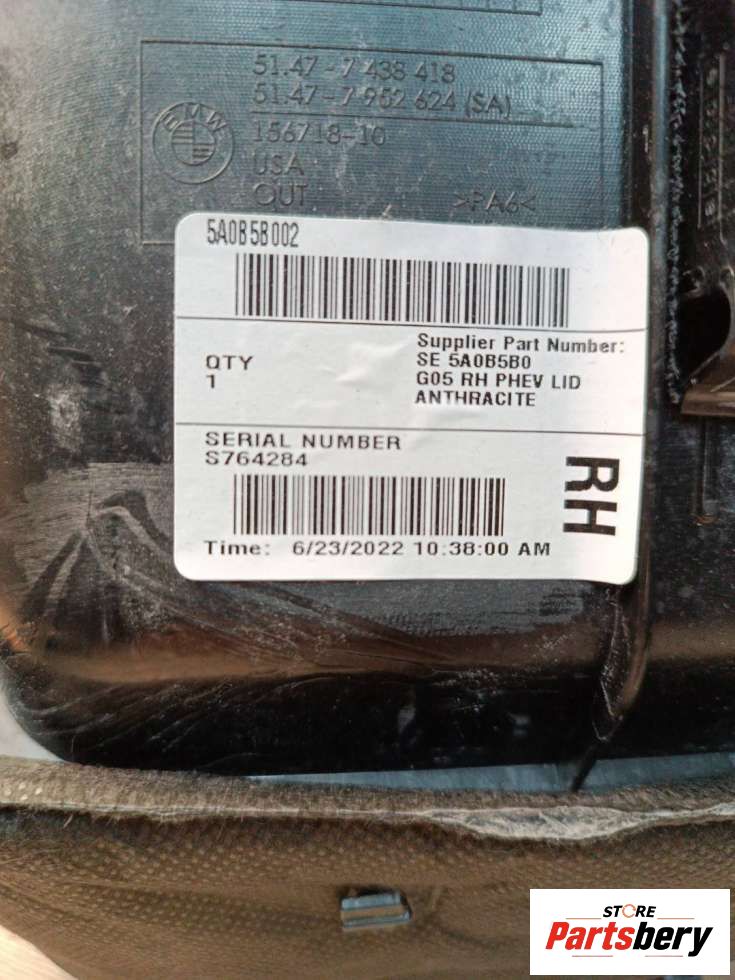 51.47 - 7 438 418
51.47 - 7 952 624 (SA)
BMW
156718-10
USA
OUT >PA6<
5A0B5B002
Supplier Part Number:
SE 5A0B5B0
QTY
1
G05 RH PHEV LID
ANTHRACITE
SERIAL NUMBER
S764284
RH
Time: 6/23/2022 10:38:00 AM
STORE
Partsbery